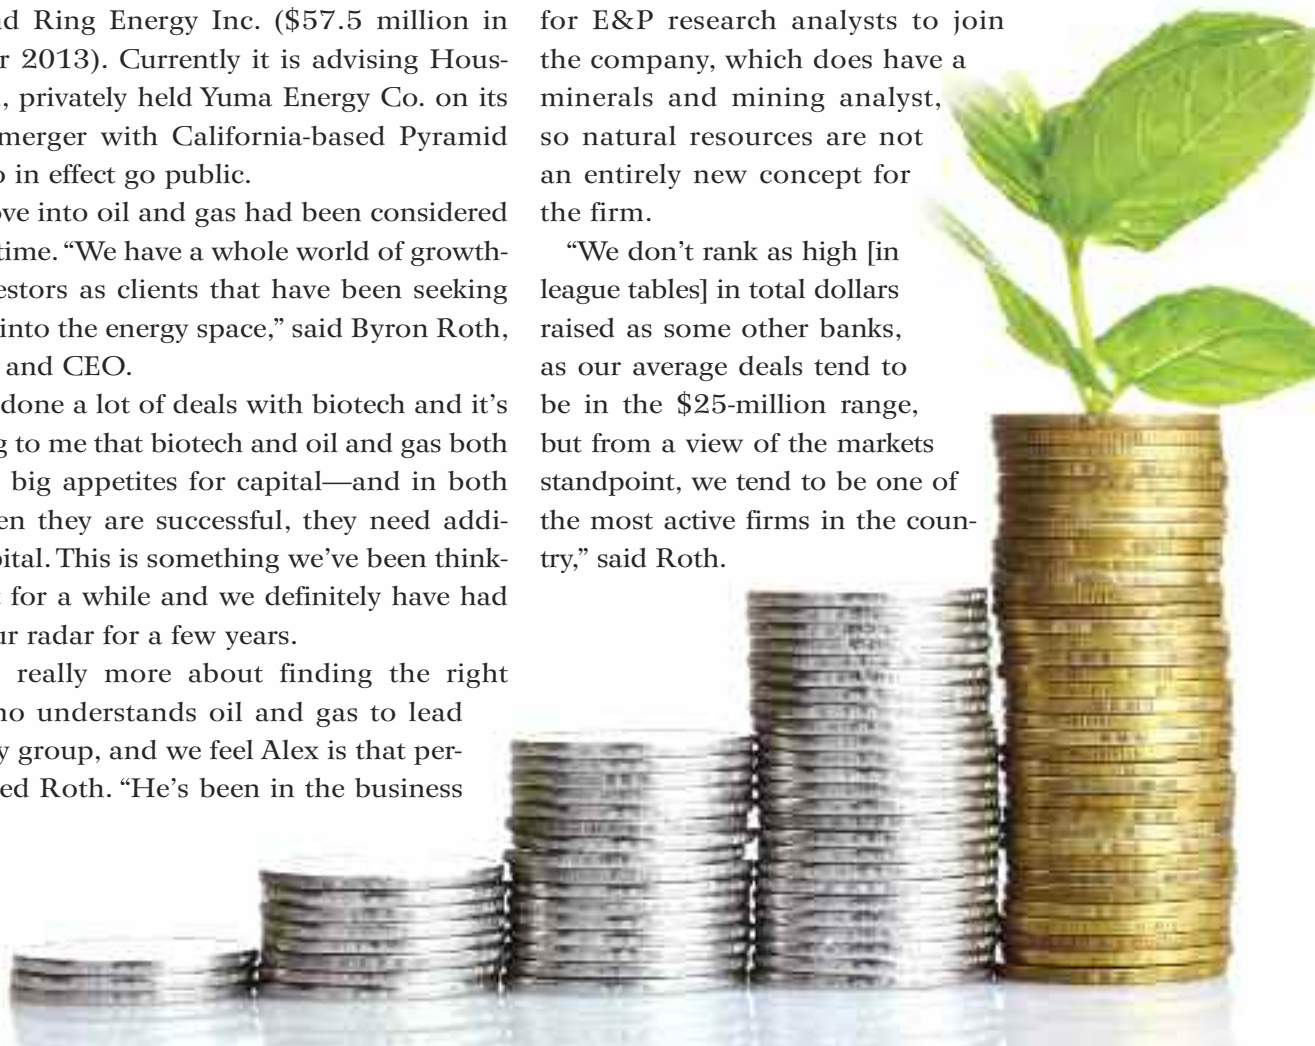 nd Ring Energy Inc. ($57.5 million in
r 2013). Currently it is advising Hous-
, privately held Yuma Energy Co. on its
merger with California-based Pyramid
o in effect go public.
ove into oil and gas had been considered
time. “We have a whole world of growth-
estors as clients that have been seeking
into the energy space,” said Byron Roth,
and CEO.
done a lot of deals with biotech and it’s
g to me that biotech and oil and gas both
big appetites for capital—and in both
en they are successful, they need addi-
pital. This is something we’ve been think-
t for a while and we definitely have had
ur radar for a few years.
really more about finding the right
ho understands oil and gas to lead
y group, and we feel Alex is that per-
ed Roth. “He’s been in the business
for E&P research analysts to join
the company, which does have a
minerals and mining analyst,
so natural resources are not
an entirely new concept for
the firm.
“We don’t rank as high [in
league tables] in total dollars
raised as some other banks,
as our average deals tend to
be in the $25-million range,
but from a view of the markets
standpoint, we tend to be one of
the most active firms in the coun-
try,” said Roth.